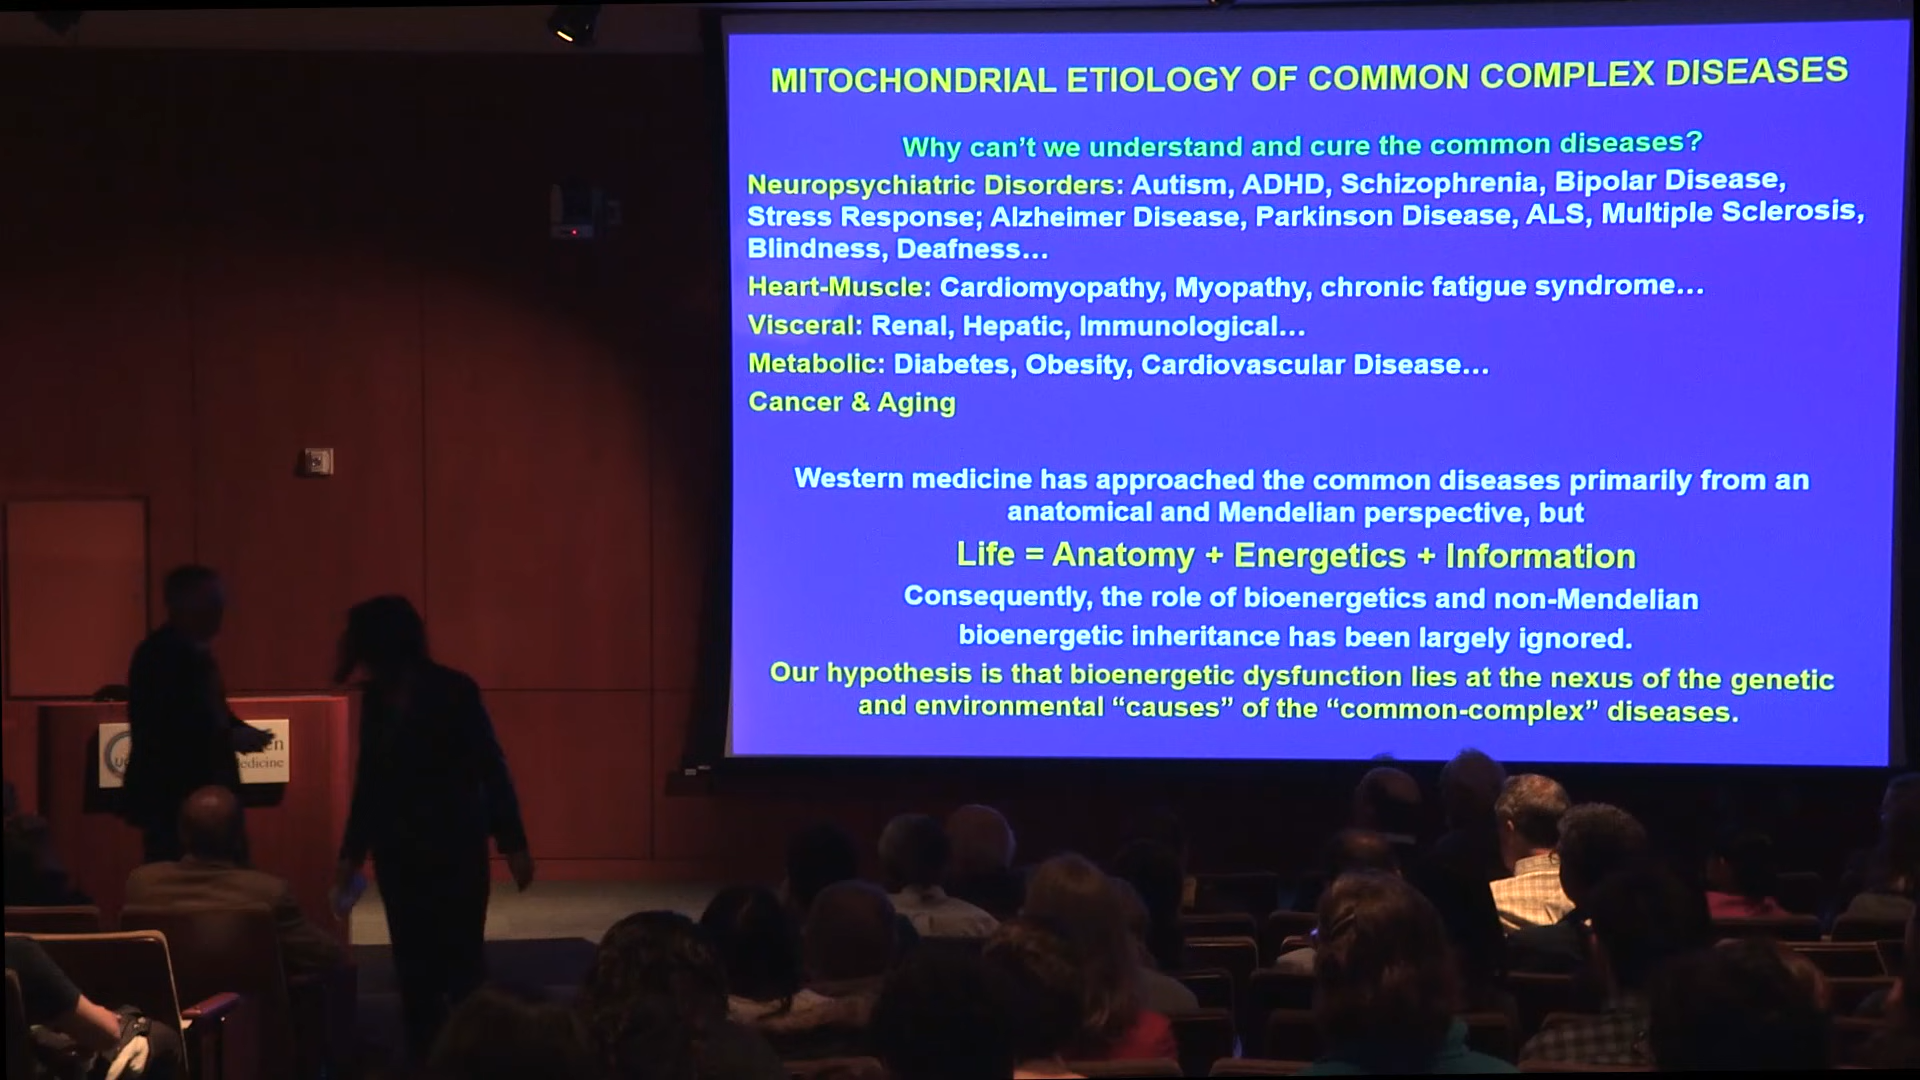 MITOCHONDRIAL ETIOLOGY OF COMMON COMPLEX DISEASES
Why can’t we understand and cure the common diseases?
Neuropsychiatric Disorders: Autism, ADHD, Schizophrenia, Bipolar Disease,
Stress Response; Alzheimer Disease, Parkinson Disease, ALS, Multiple Sclerosis,
Blindness, Deafness…
Heart-Muscle: Cardiomyopathy, Myopathy, chronic fatigue syndrome…
Visceral: Renal, Hepatic, Immunological…
Metabolic: Diabetes, Obesity, Cardiovascular Disease…
Cancer & Aging
Western medicine has approached the common diseases primarily from an
anatomical and Mendelian perspective, but
Life = Anatomy + Energetics + Information
Consequently, the role of bioenergetics and non-Mendelian
bioenergetic inheritance has been largely ignored.
Our hypothesis is that bioenergetic dysfunction lies at the nexus of the genetic
and environmental “causes” of the “common-complex” diseases.